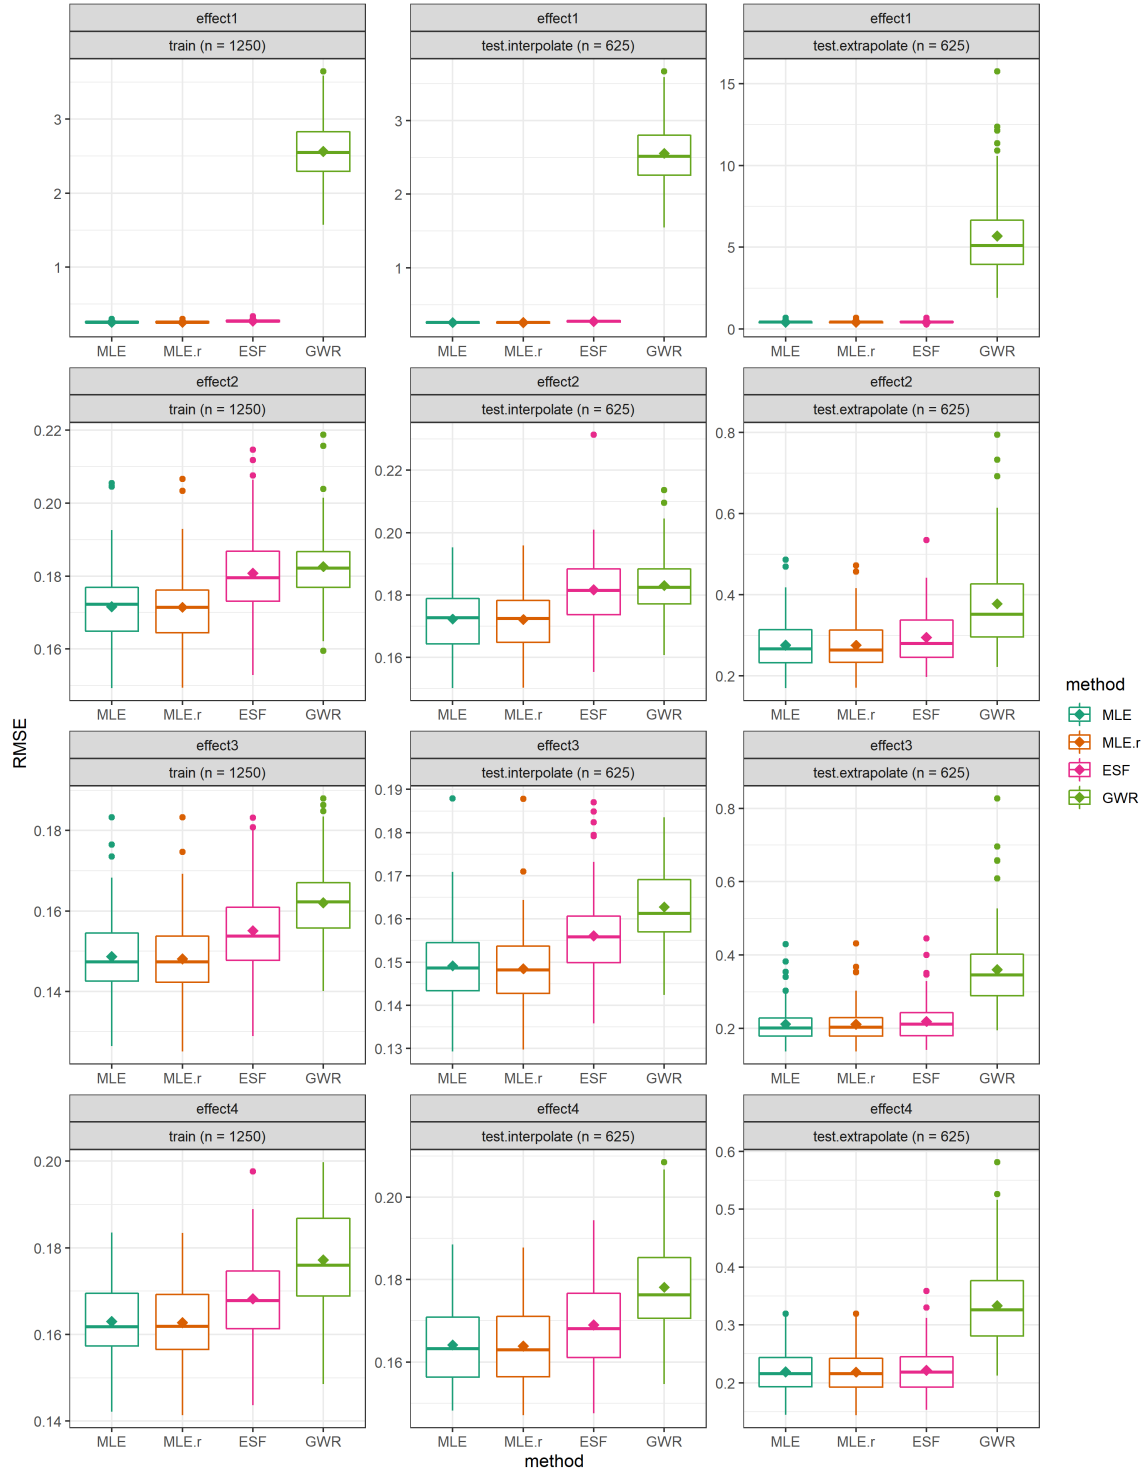 effect1
train (n = 1250)
3
2
1
MLE MLE.r ESF GWR
effect1
test.interpolate (n = 625)
3
2
1
MLE MLE.r ESF GWR
effect1
test.extrapolate (n = 625)
15
10
5
0
MLE MLE.r ESF GWR
effect2
train (n = 1250)
0.22
0.20
0.18
0.16
MLE MLE.r ESF GWR
effect2
test.interpolate (n = 625)
0.22
0.20
0.18
0.16
MLE MLE.r ESF GWR
effect2
test.extrapolate (n = 625)
0.8
0.6
0.4
0.2
MLE MLE.r ESF GWR
RMSE
effect3
train (n = 1250)
0.18
0.16
0.14
MLE MLE.r ESF GWR
effect3
test.interpolate (n = 625)
0.19
0.18
0.17
0.16
0.15
0.14
0.13
MLE MLE.r ESF GWR
effect3
test.extrapolate (n = 625)
0.8
0.6
0.4
0.2
MLE MLE.r ESF GWR
effect4
train (n = 1250)
0.20
0.18
0.16
0.14
MLE MLE.r ESF GWR
effect4
test.interpolate (n = 625)
0.20
0.18
0.16
MLE MLE.r ESF GWR
effect4
test.extrapolate (n = 625)
0.6
0.5
0.4
0.3
0.2
MLE MLE.r ESF GWR
method
method
MLE
MLE.r
ESF
GWR